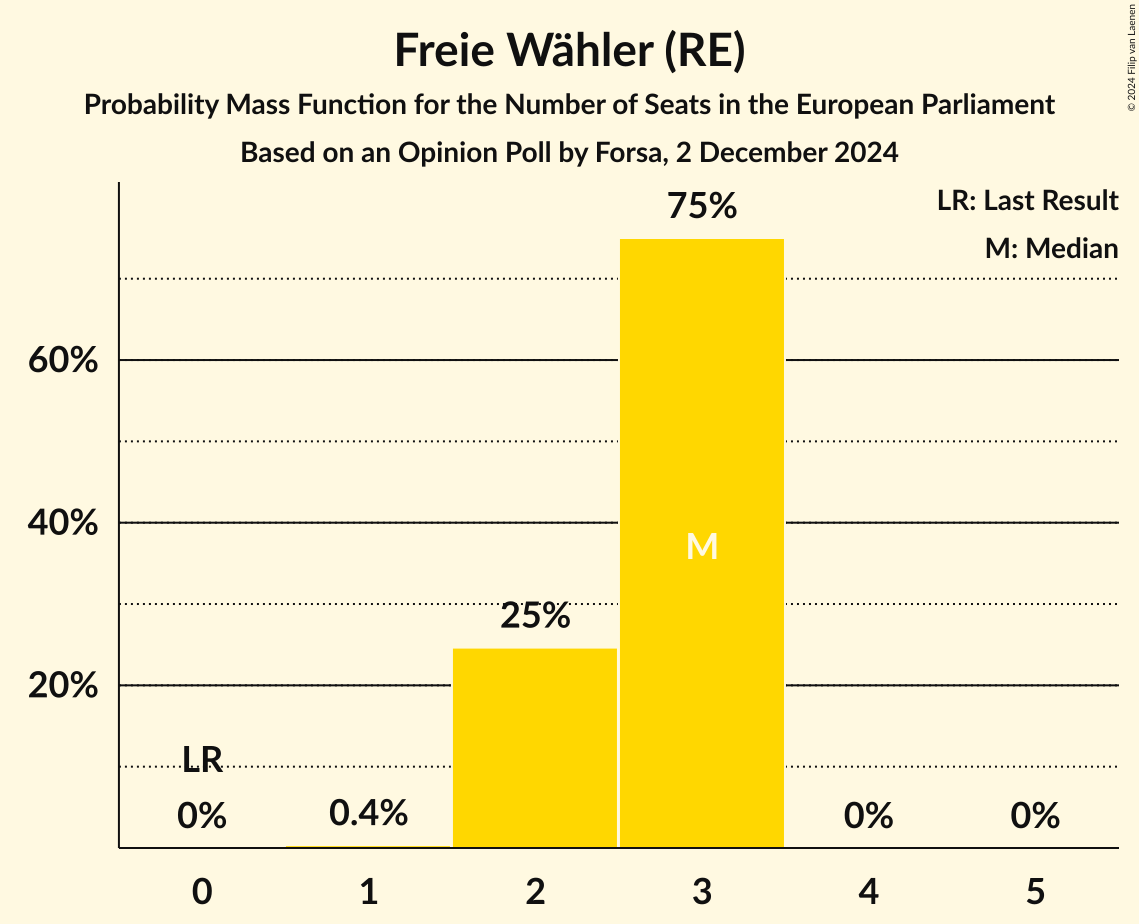 Freie Wähler (RE)
Probability Mass Function for the Number of Seats in the European Parliament
Based on an Opinion Poll by Forsa, 2 December 2024
© 2024 Filip van Laenen
LR: Last Result
M: Median
75%
60%
40%
M
25%
20%
LR
0%
0.4%
0%
0%
0
1
2
3
4
5